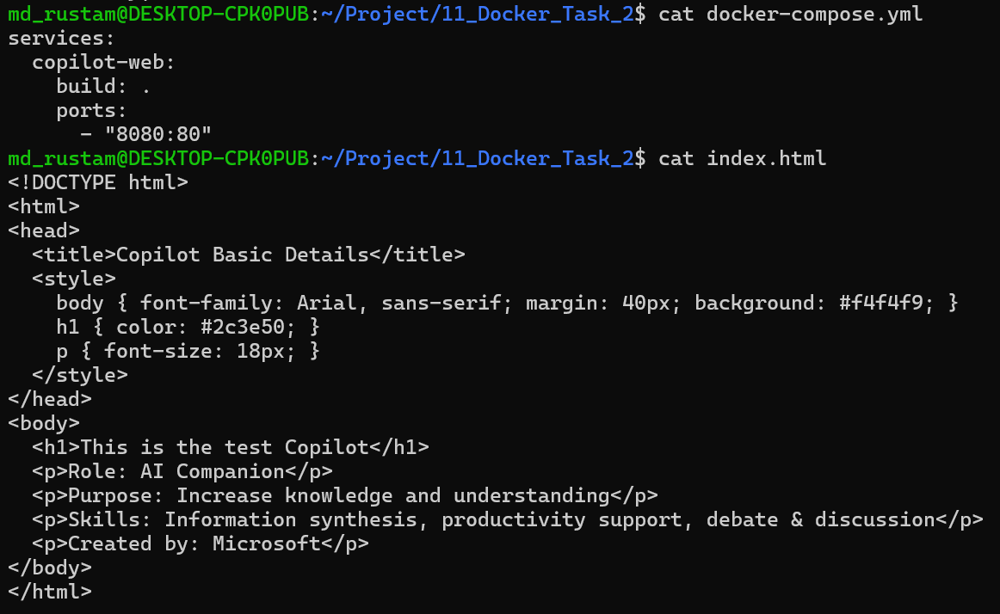 md_rustam@DESKTOP-CPK0PUB:~/Project/11_Docker_Task_2$ cat docker-compose.yml
services:
  copilot-web:
    build: .
    ports:
      - "8080:80"
md_rustam@DESKTOP-CPK0PUB:~/Project/11_Docker_Task_2$ cat index.html
<!DOCTYPE html>
<html>
<head>
  <title>Copilot Basic Details</title>
  <style>
    body { font-family: Arial, sans-serif; margin: 40px; background: #f4f4f9; }
    h1 { color: #2c3e50; }
    p { font-size: 18px; }
  </style>
</head>
<body>
  <h1>This is the test Copilot</h1>
  <p>Role: AI Companion</p>
  <p>Purpose: Increase knowledge and understanding</p>
  <p>Skills: Information synthesis, productivity support, debate & discussion</p>
  <p>Created by: Microsoft</p>
</body>
</html>